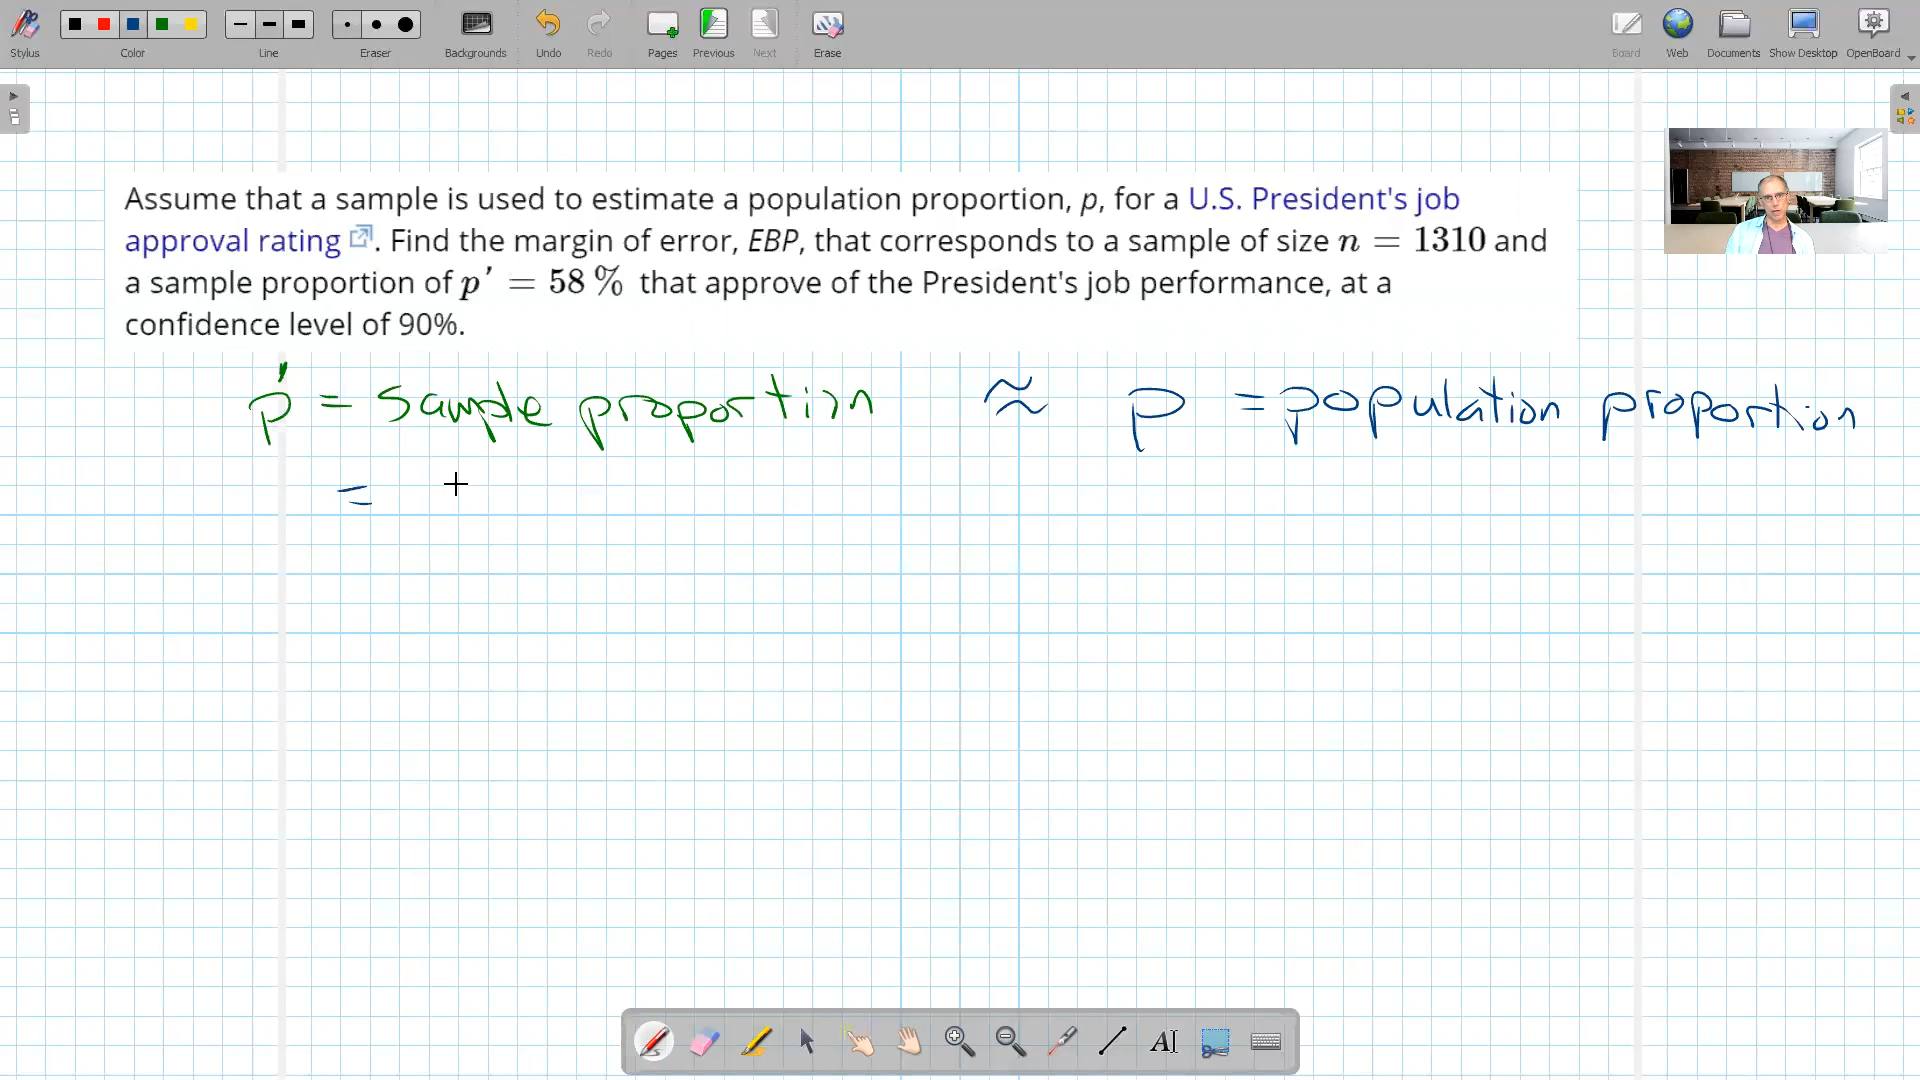 Stylus Color Line Eraser Backgrounds Undo Redo Pages Previous Next Erase Board Web Documents Show Desktop OpenBoard
Assume that a sample is used to estimate a population proportion, p, for a U.S. President's job
approval rating. Find the margin of error, EBP, that corresponds to a sample of size n = 1310 and
a sample proportion of p′ = 58 % that approve of the President's job performance, at a
confidence level of 90%.
p′ = sample proportion ≈ p = population proportion
=